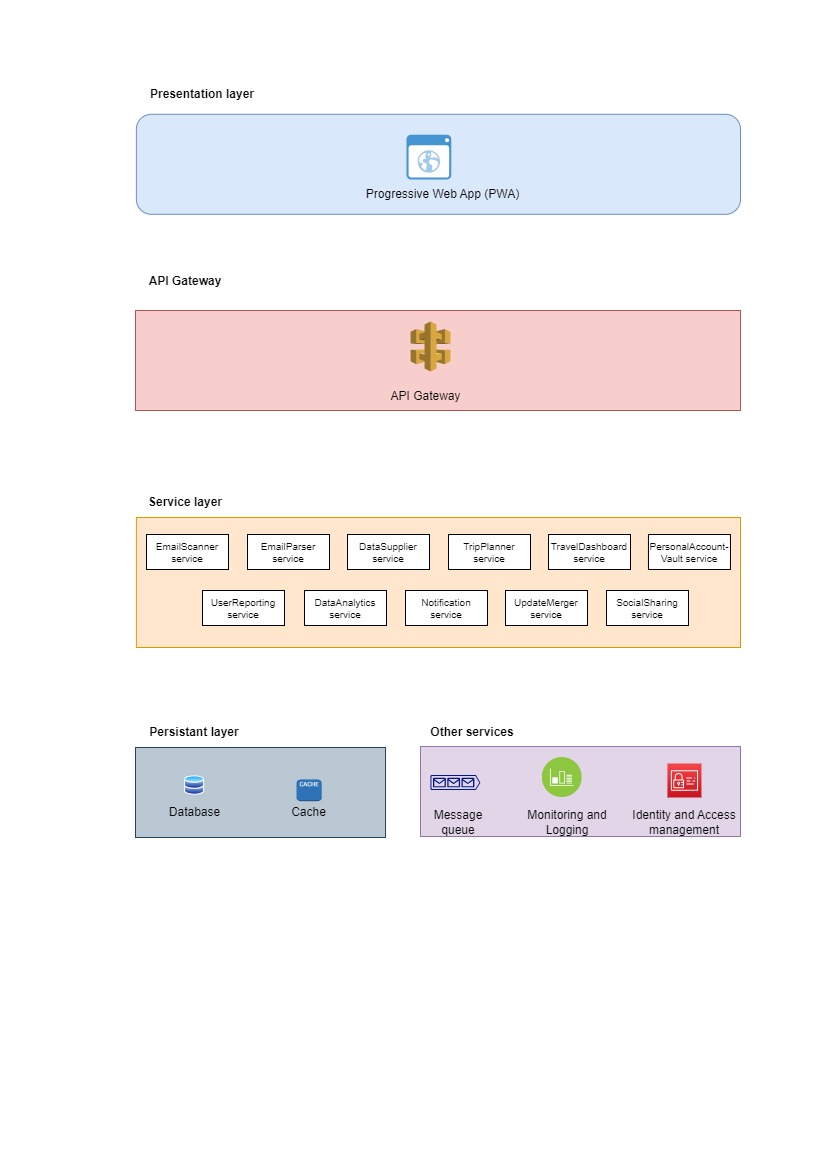 Presentation layer
Progressive Web App (PWA)
API Gateway
API Gateway
Service layer
EmailScanner
service
EmailParser
service
DataSupplier
service
TripPlanner
service
TravelDashboard
service
PersonalAccount-
Vault service
UserReporting
service
DataAnalytics
service
Notification
service
UpdateMerger
service
SocialSharing
service
Persistant layer
CACHE
Database
Cache
Other services
Message
queue
Monitoring and
Logging
Identity and Access
management